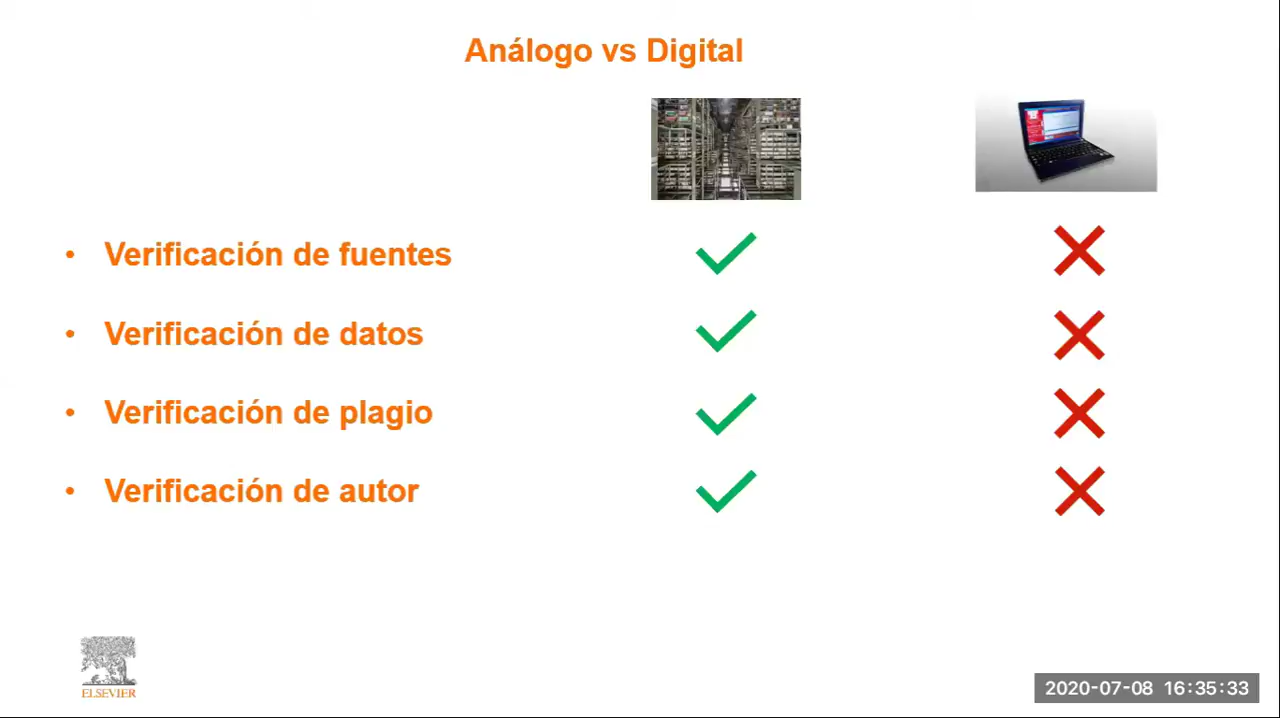 Análogo vs Digital
Verificación de fuentes
Verificación de datos
Verificación de plagio
Verificación de autor
ELSEVIER
2020-07-08 16:35:33